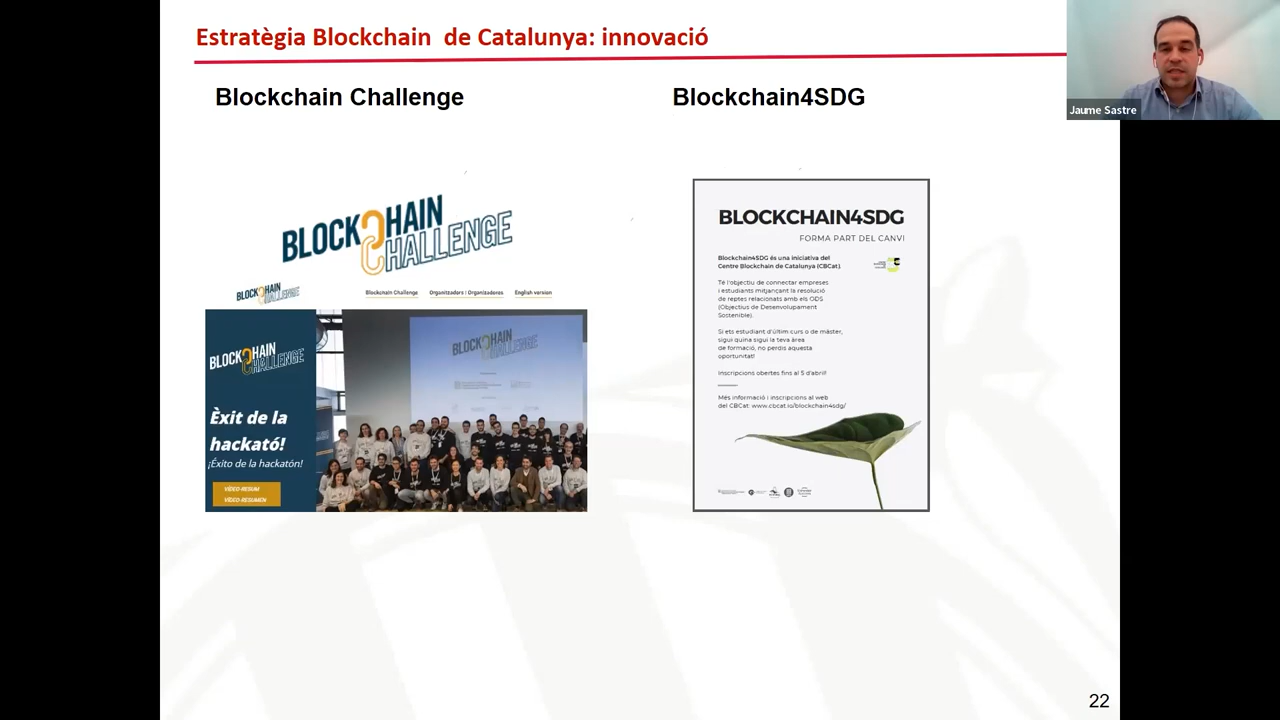 Estratègia Blockchain de Catalunya: innovació
Jaume Sastre
Blockchain Challenge
Blockchain4SDG
BLOCKCHAIN
CHALLENGE
BLOCKCHAIN
CHALLENGE
Blockchain Challenge
Organitzadors i Organizadores
English version
BLOCKCHAIN
CHALLENGE
Èxit de la
hackató!
¡Éxito de la hackatón!
VÍDEO-RESUM
VÍDEO-RESUMEN
BLOCKCHAIN
CHALLENGE
BLOCKCHAIN4SDG
FORMA PART DEL CANVI
Blockchain4SDG és una iniciativa del
Centre Blockchain de Catalunya (CBCat).
Té l'objectiu de connectar empreses
i estudiants mitjançant la resolució
de reptes relacionats amb els ODS
(Objectius de Desenvolupament
Sostenible).
Si ets estudiant d'últim curs o de màster,
sigui quina sigui la teva àrea
de formació, no perdis aquesta
oportunitat!
Inscripcions obertes fins al 5 d'abril!
Més informació i inscripcions al web
del CBCat: www.cbcat.io/blockchain4sdg/
22